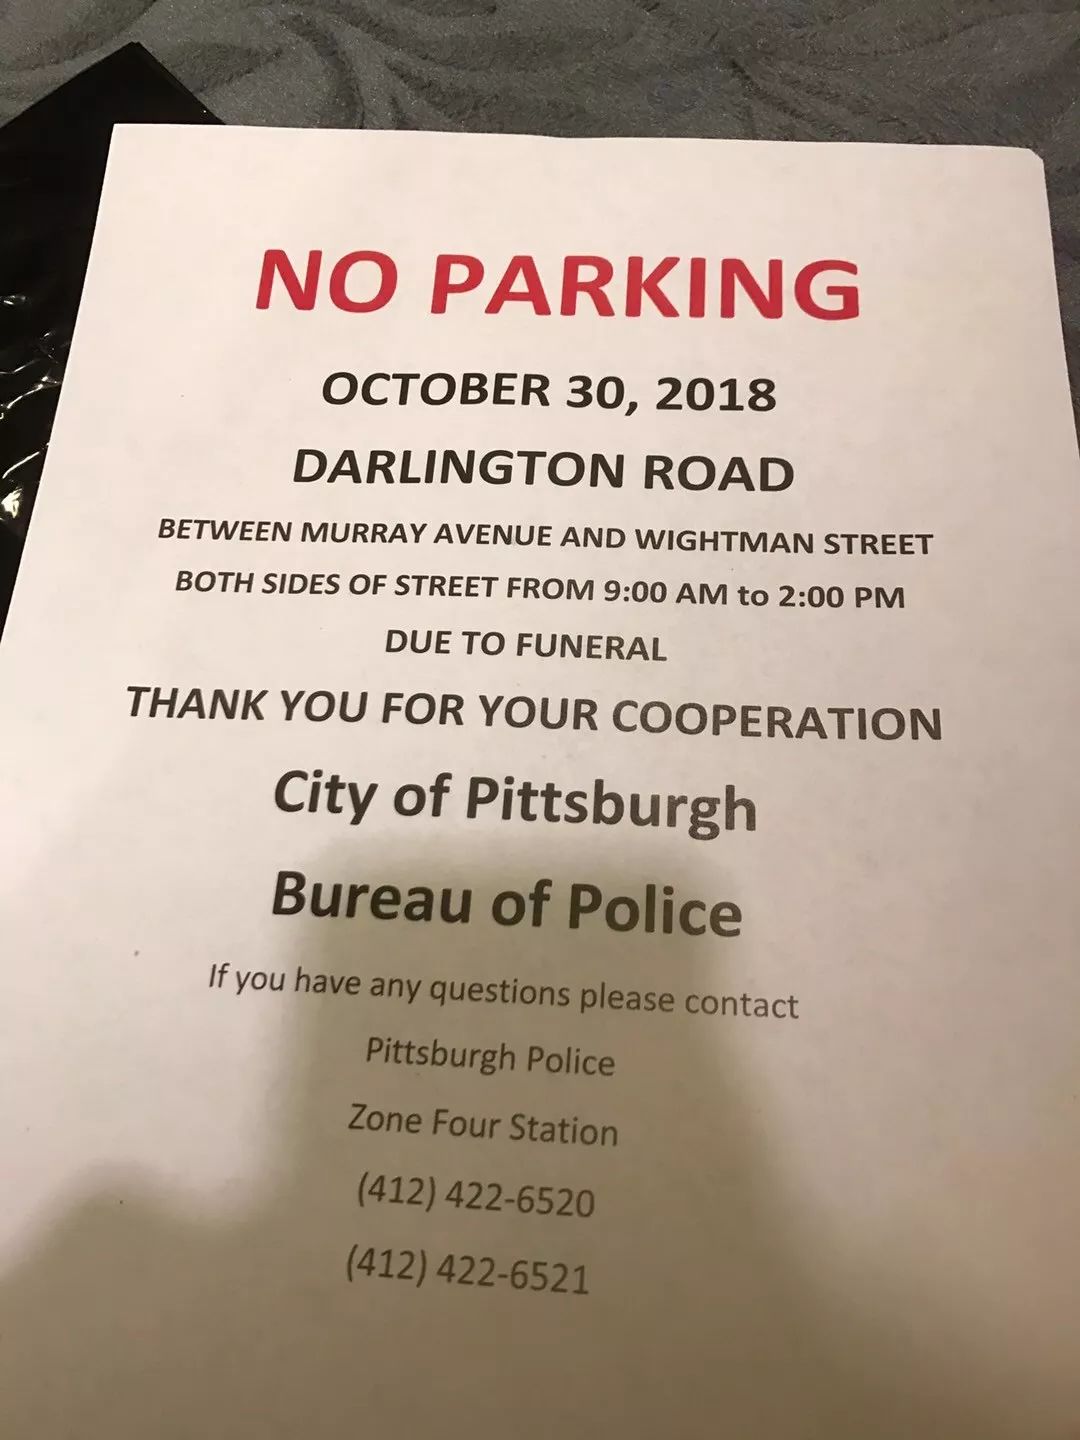 NO PARKING
OCTOBER 30, 2018
DARLINGTON ROAD
BETWEEN MURRAY AVENUE AND WIGHTMAN STREET
BOTH SIDES OF STREET FROM 9:00 AM to 2:00 PM
DUE TO FUNERAL
THANK YOU FOR YOUR COOPERATION
City of Pittsburgh
Bureau of Police
If you have any questions please contact
Pittsburgh Police
Zone Four Station
(412) 422-6520
(412) 422-6521